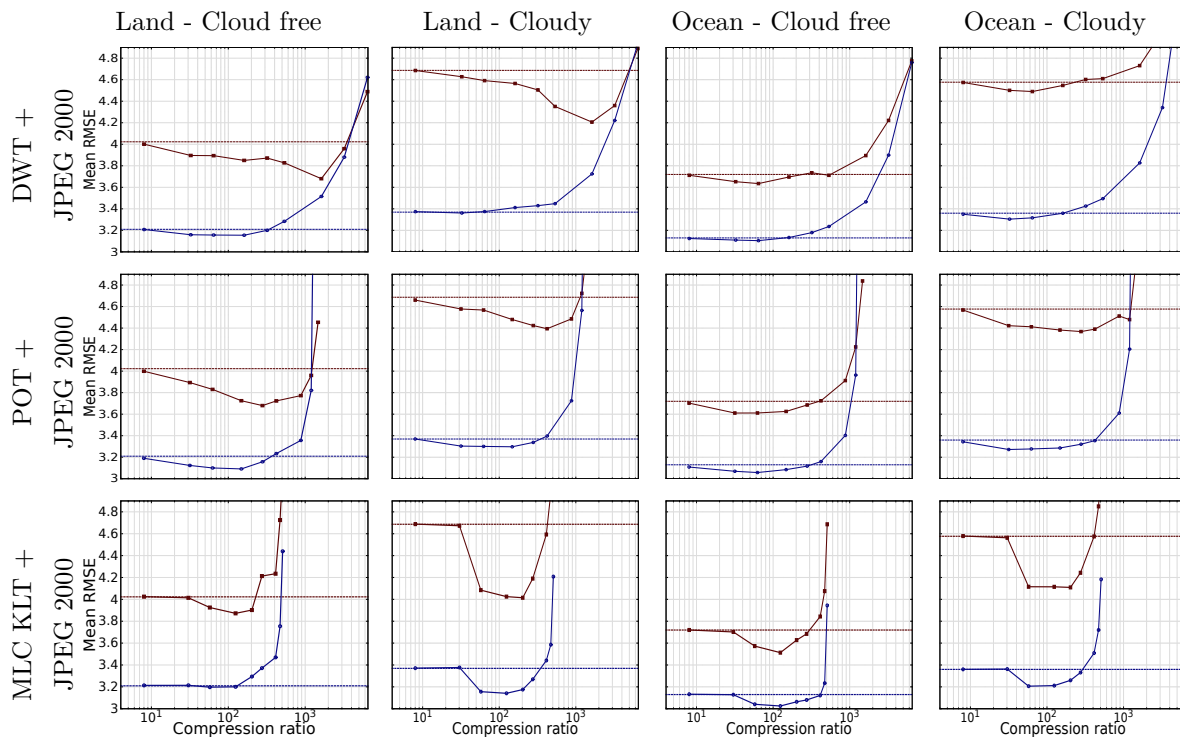 Land - Cloud free
Land - Cloudy
Ocean - Cloud free
Ocean - Cloudy
DWT +
JPEG 2000
Mean RMSE
4.8
4.6
4.4
4.2
4
3.8
3.6
3.4
3.2
3
POT +
JPEG 2000
Mean RMSE
4.8
4.6
4.4
4.2
4
3.8
3.6
3.4
3.2
3
MLC KLT +
JPEG 2000
Mean RMSE
4.8
4.6
4.4
4.2
4
3.8
3.6
3.4
3.2
3
10¹ 10² 10³
10¹ 10² 10³
10¹ 10² 10³
10¹ 10² 10³
Compression ratio
Compression ratio
Compression ratio
Compression ratio